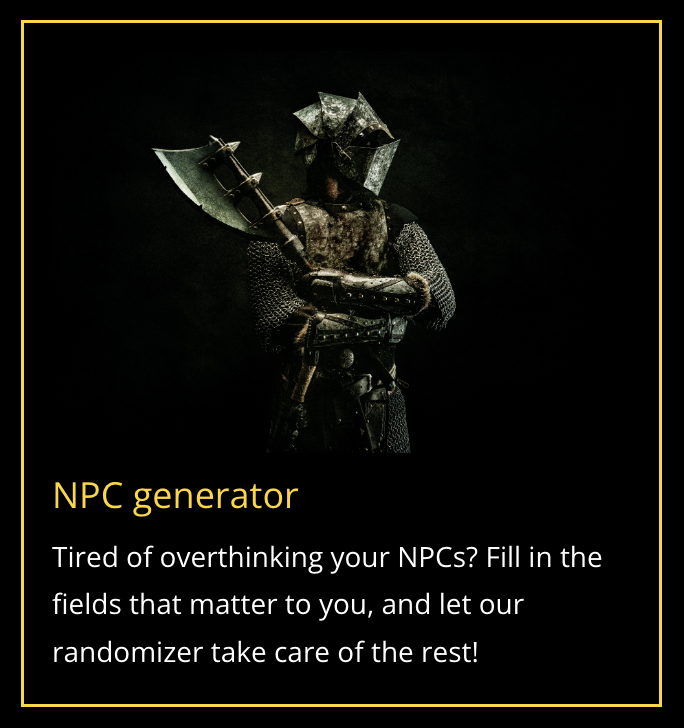 NPC generator
Tired of overthinking your NPCs? Fill in the
fields that matter to you, and let our
randomizer take care of the rest!